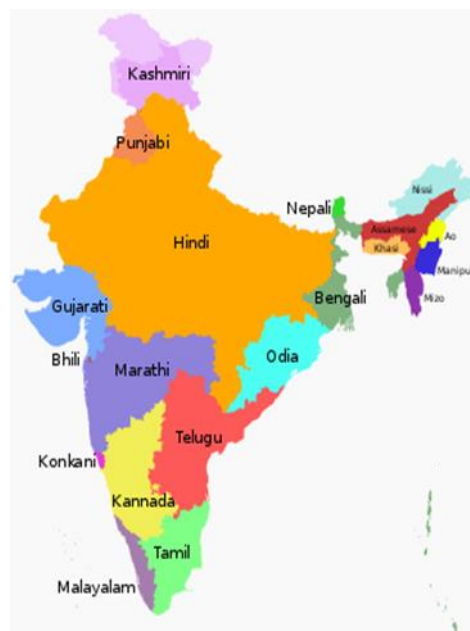 Kashmiri
Punjabi
Nissi
Nepali
Assamese
Ao
Hindi
Khasi
Manipu
Bengali
Mizo
Gujarati
Odia
Bhili
Marathi
Telugu
Konkani
Kannada
Tamil
Malayalam